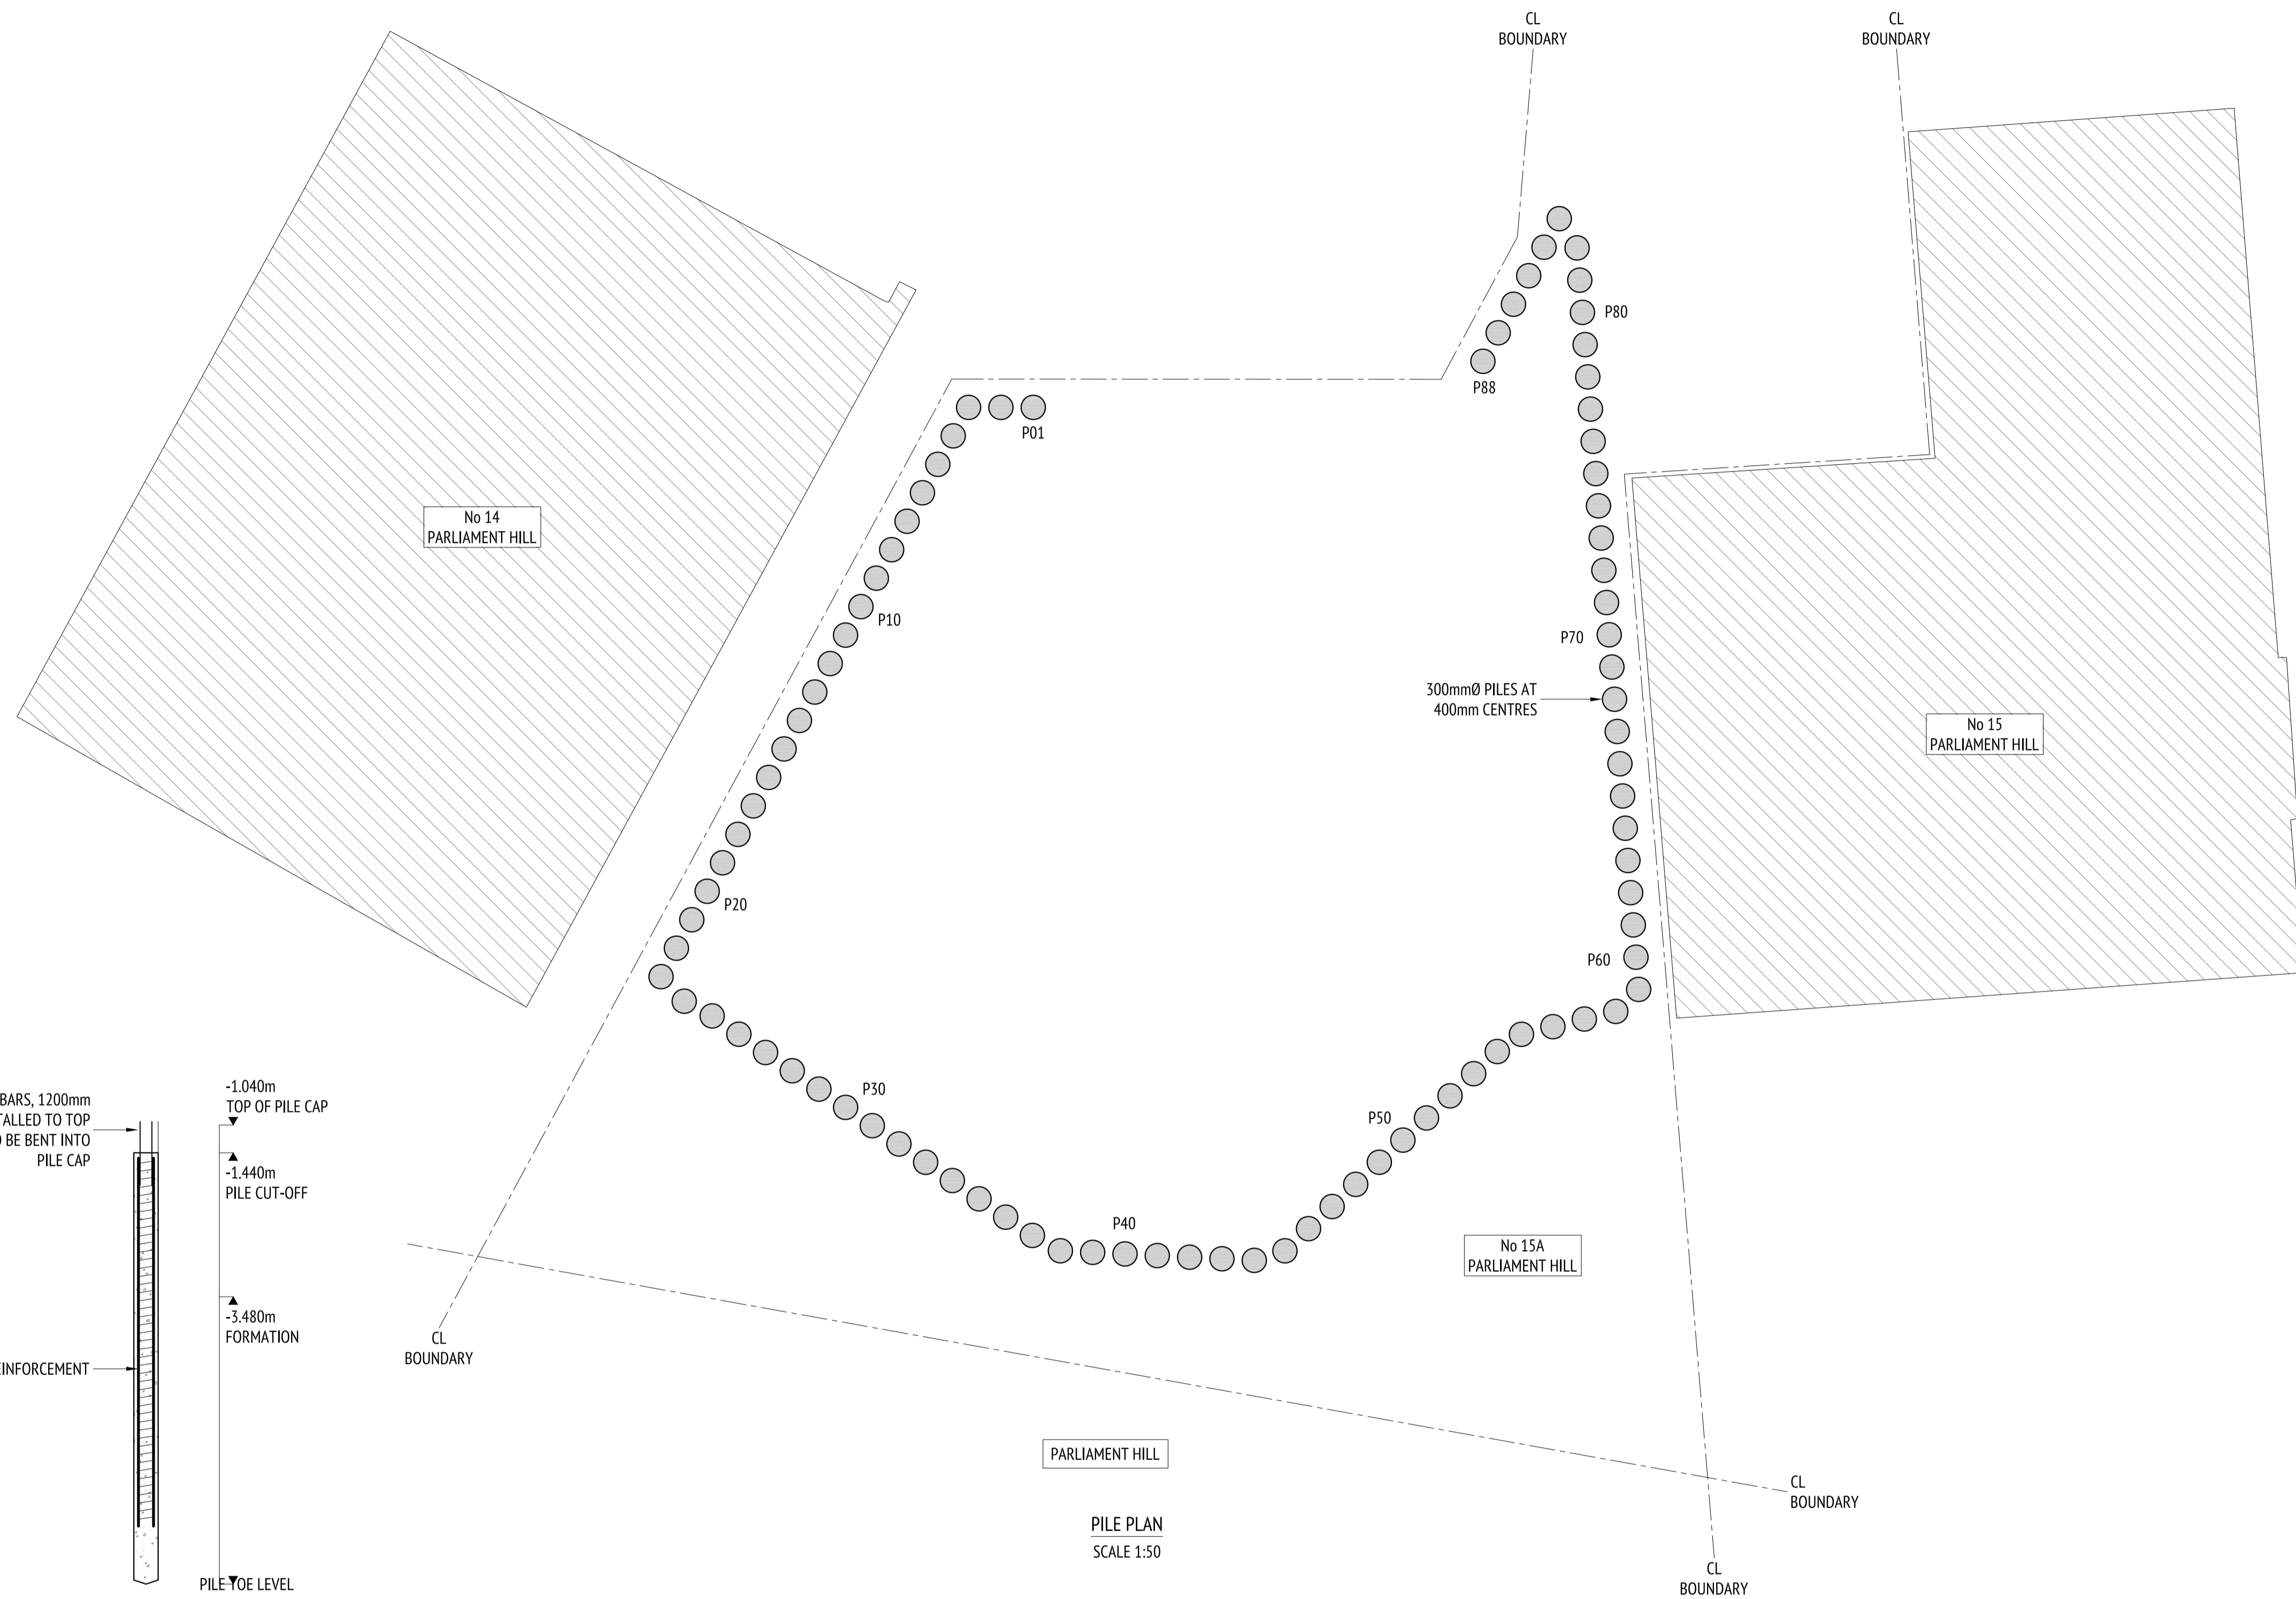 CL
BOUNDARY
CL
BOUNDARY
P80
P88
P01
No 14
PARLIAMENT HILL
P10
P70
300mmØ PILES AT
400mm CENTRES
No 15
PARLIAMENT HILL
P20
P60
P30
P50
P40
No 15A
PARLIAMENT HILL
BARS, 1200mm
TALLED TO TOP
BE BENT INTO
PILE CAP
-1.040m
TOP OF PILE CAP
-1.440m
PILE CUT-OFF
-3.480m
FORMATION
EINFORCEMENT
PILE TOE LEVEL
CL
BOUNDARY
PARLIAMENT HILL
CL
BOUNDARY
PILE PLAN
SCALE 1:50
CL
BOUNDARY